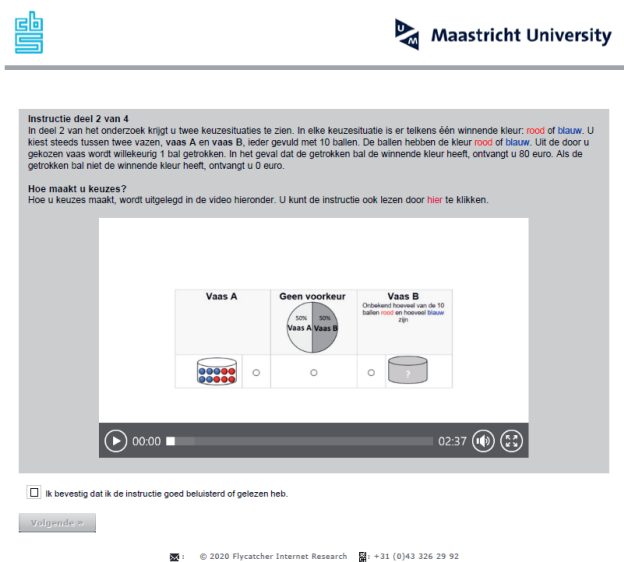 cbs
UM Maastricht University
Instructie deel 2 van 4
In deel 2 van het onderzoek krijgt u twee keuzesituaties te zien. In elke keuzesituatie is er telkens één winnende kleur: rood of blauw. U
kiest steeds tussen twee vazen, vaas A en vaas B, ieder gevuld met 10 ballen. De ballen hebben de kleur rood of blauw. Uit de door u
gekozen vaas wordt willekeurig 1 bal getrokken. In het geval dat de getrokken bal de winnende kleur heeft, ontvangt u 80 euro. Als de
getrokken bal niet de winnende kleur heeft, ontvangt u 0 euro.
Hoe maakt u keuzes?
Hoe u keuzes maakt, wordt uitgelegd in de video hieronder. U kunt de instructie ook lezen door hier te klikken.
Vaas A
Geen voorkeur
50% 50%
Vaas A Vaas B
Vaas B
Onbekend hoeveel van de 10
ballen rood en hoeveel blauw
zijn
?
00:00
02:37
Ik bevestig dat ik de instructie goed beluisterd of gelezen heb.
Volgende »
: © 2020 Flycatcher Internet Research : +31 (0)43 326 29 92